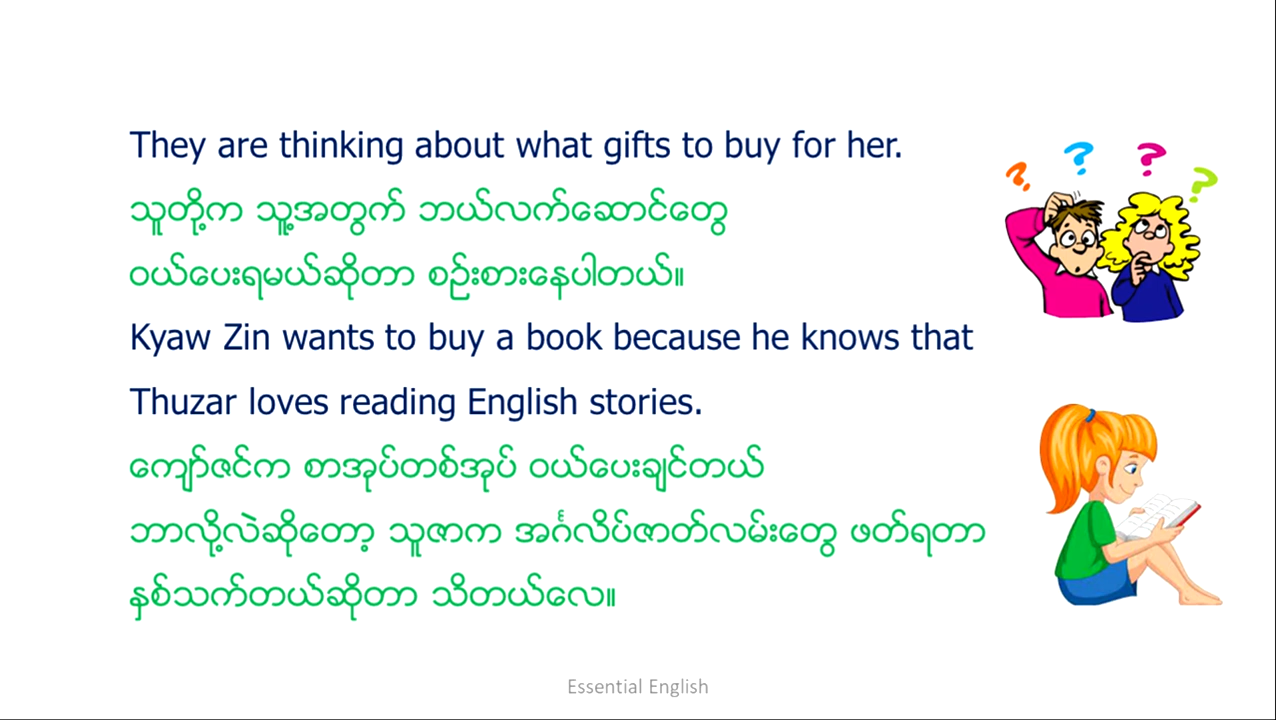 They are thinking about what gifts to buy for her.
သူတို့က သူ့အတွက် ဘယ်လက်ဆောင်တွေ
ဝယ်ပေးရမယ်ဆိုတာ စဉ်းစားနေပါတယ်။
Kyaw Zin wants to buy a book because he knows that
Thuzar loves reading English stories.
ကျော်ဇင်က စာအုပ်တစ်အုပ် ဝယ်ပေးချင်တယ်
ဘာလို့လဲဆိုတော့ သူဇာက အင်္ဂလိပ်ဇာတ်လမ်းတွေ ဖတ်ရတာ
နှစ်သက်တယ်ဆိုတာ သိတယ်လေ။
Essential English